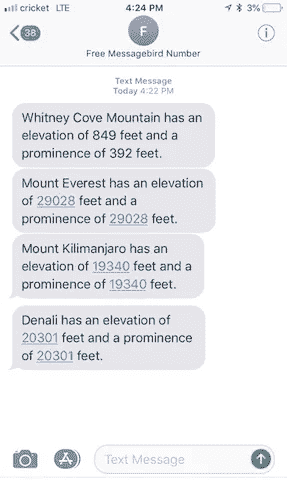 cricket LTE 4:24 PM 3%
38
F
Free Messagebird Number
Text Message
Today 4:22 PM
Whitney Cove Mountain has an
elevation of 849 feet and a
prominence of 392 feet.
Mount Everest has an elevation
of 29028 feet and a
prominence of 29028 feet.
Mount Kilimanjaro has an
elevation of 19340 feet and a
prominence of 19340 feet.
Denali has an elevation of
20301 feet and a prominence
of 20301 feet.
Text Message